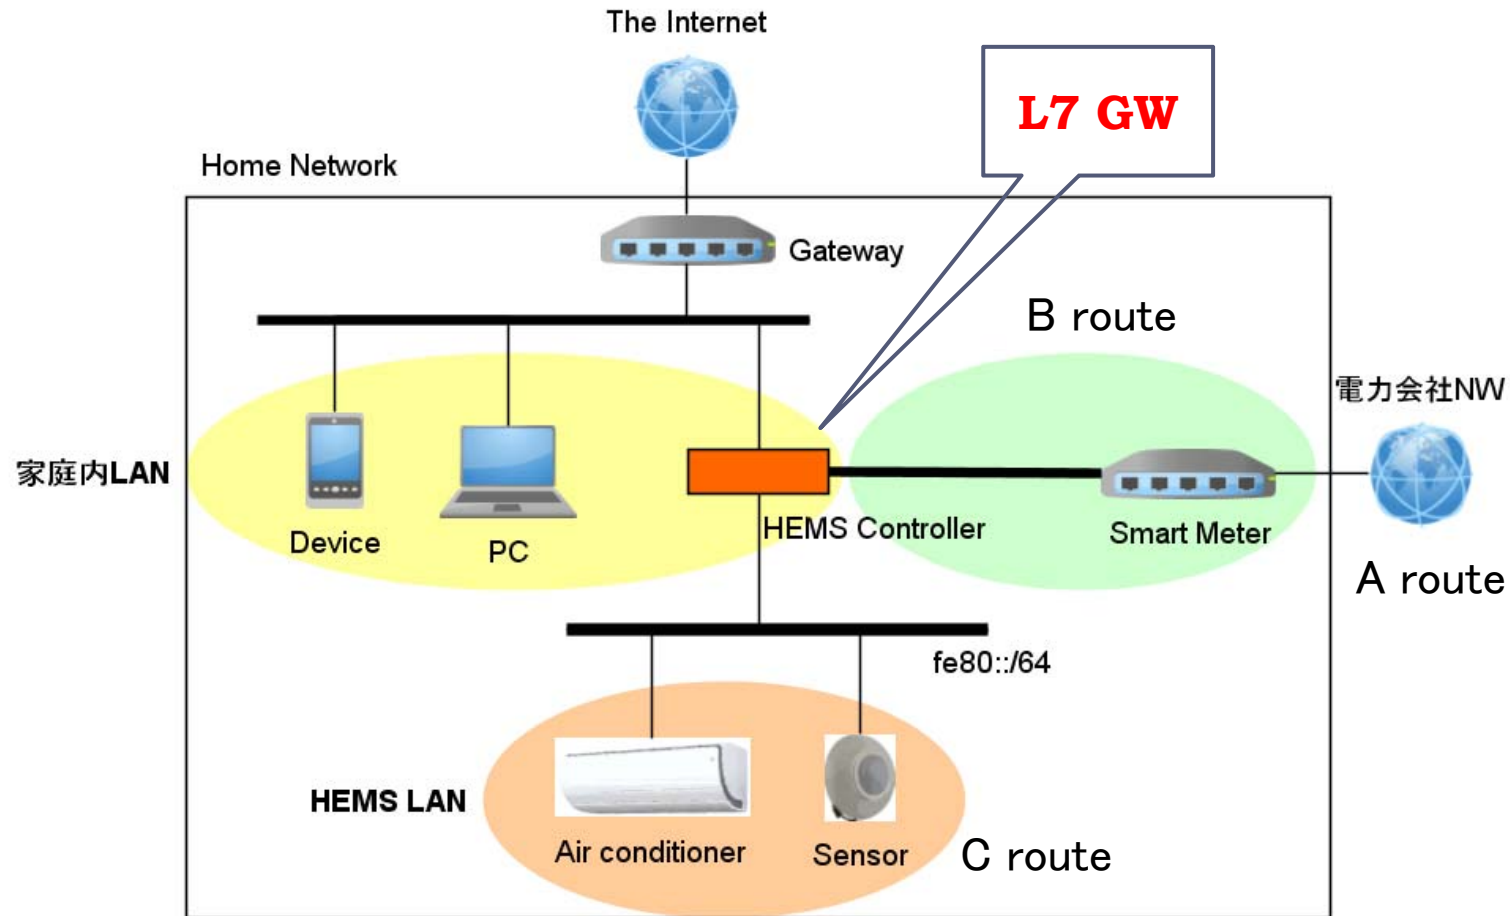 The Internet
L7 GW
Home Network
Gateway
B route
電力会社NW
家庭内LAN
Device
PC
HEMS Controller
Smart Meter
A route
fe80::/64
HEMS LAN
Air conditioner
Sensor
C route